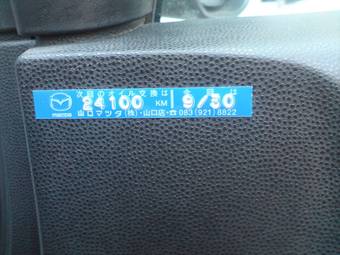 次回のオイル交換は
24100 KM 9/30
mazda 山口マツダ(株)・山口店・☎083(921)8822